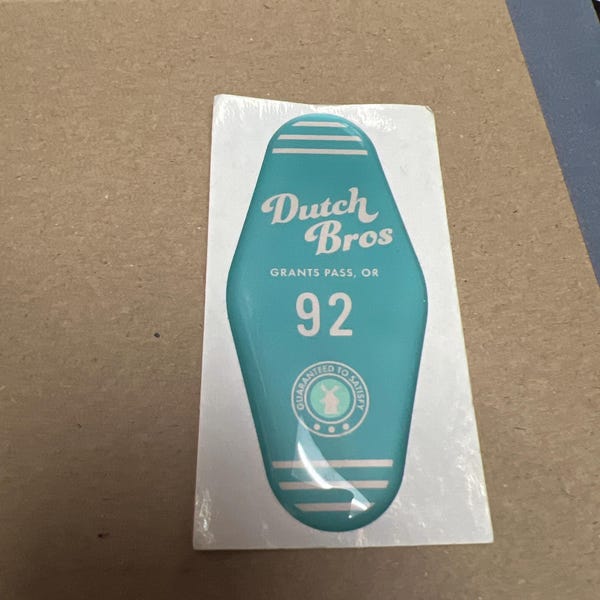 Dutch
Bros
GRANTS PASS, OR
92
GUARANTEED TO SATISFY